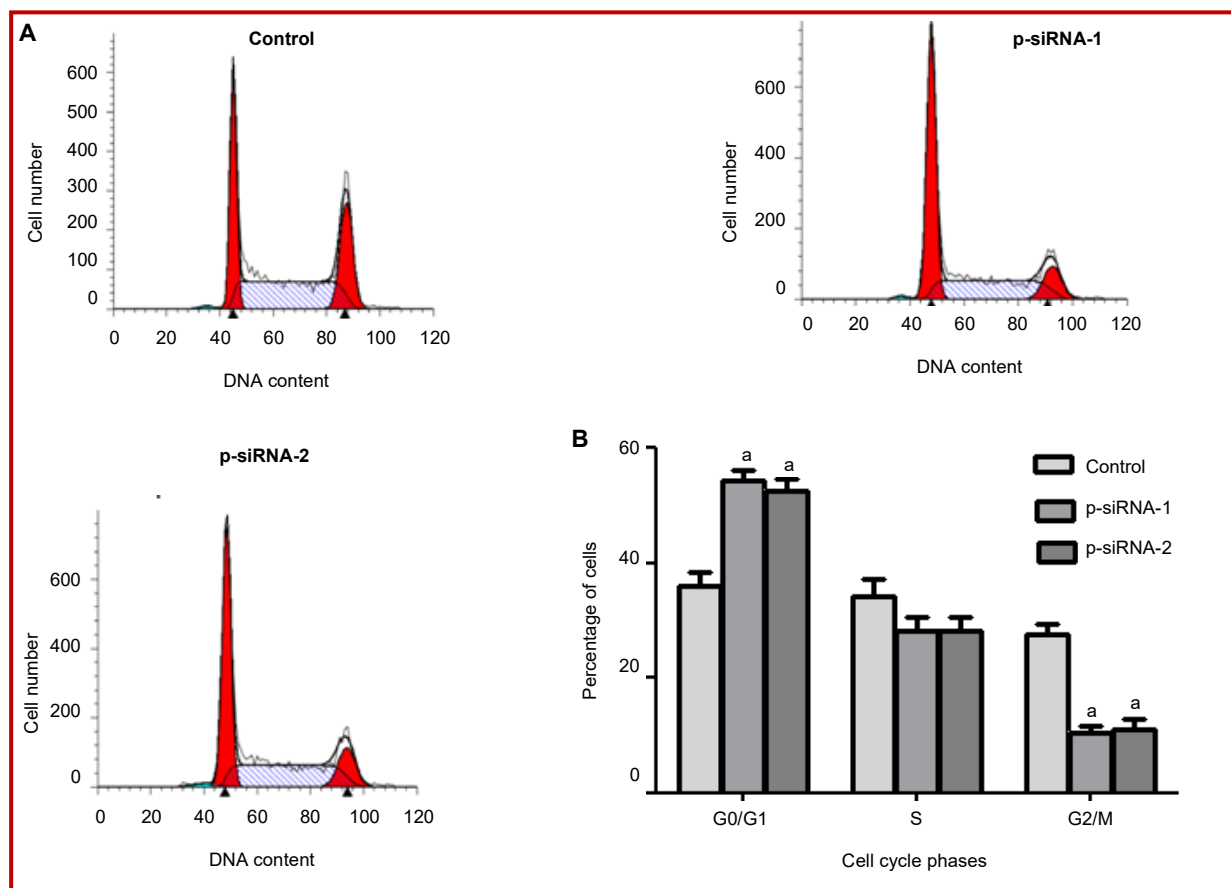 A
Control
Cell number
600
500
400
300
200
100
0
0 20 40 60 80 100 120
DNA content
p-siRNA-1
Cell number
600
400
200
0
0 20 40 60 80 100 120
DNA content
p-siRNA-2
Cell number
600
400
200
0
0 20 40 60 80 100 120
DNA content
B
Percentage of cells
60
40
20
0
a a
a a
Control
p-siRNA-1
p-siRNA-2
G0/G1 S G2/M
Cell cycle phases